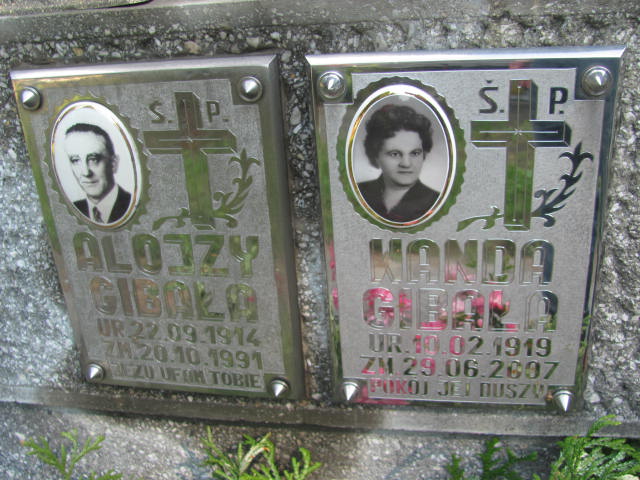 Ś. P.
ALOJZY
GIBAŁA
UR. 22.09.1914
ZM. 20.10.1991
JEZU UFAM TOBIE
Ś. P.
WANDA
GIBAŁA
UR. 10.02.1919
ZM. 29.06.2007
POKÓJ JEJ DUSZY